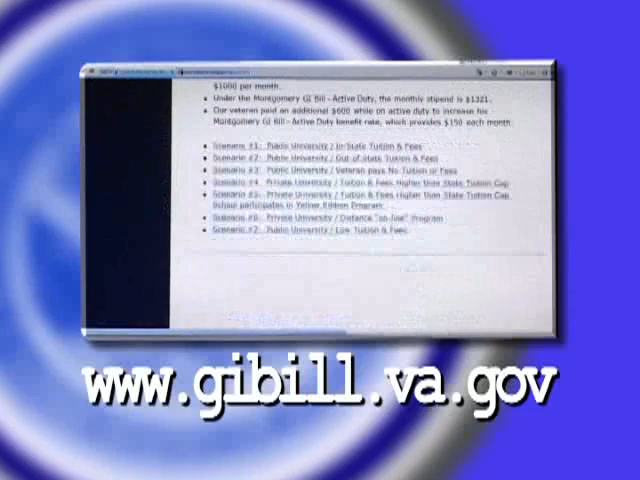 $1000 per month.
Under the Montgomery GI Bill - Active Duty, the monthly stipend is $1321.
Our veteran paid an additional $600 while on active duty to increase his
Montgomery GI Bill - Active Duty benefit rate, which provides $150 each month.
Scenario #1: Public University / In-State Tuition & Fees
Scenario #2: Public University / Out of State Tuition & Fees
Scenario #3: Public University / Veteran pays No Tuition or Fees
Scenario #4: Private University / Tuition & Fees Higher than State Tuition Cap
Scenario #5: Private University / Tuition & Fees Higher than State Tuition Cap
School participates in Yellow Ribbon Program
Scenario #6: Private University / Distance "on-line" Program
Scenario #7: Public University / Low Tuition & Fees
www.gibill.va.gov